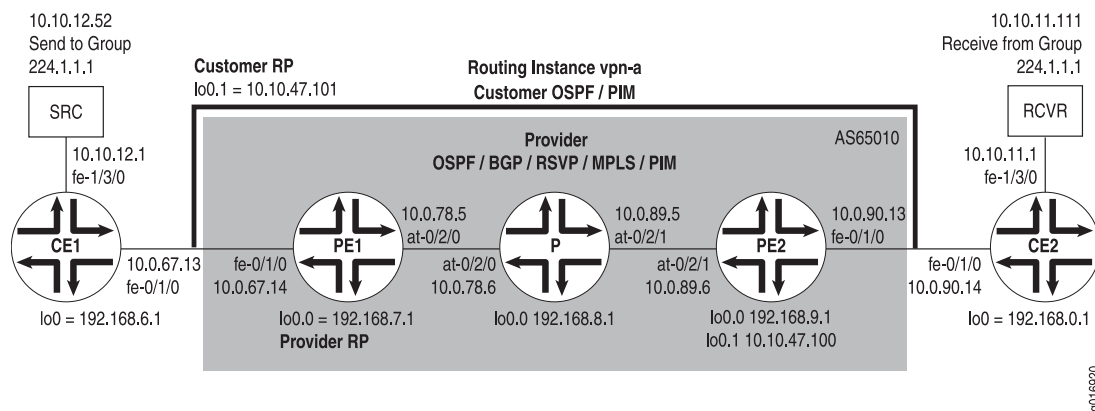 10.10.12.52
Send to Group
224.1.1.1
SRC
10.10.12.1
fe-1/3/0
Customer RP
lo0.1 = 10.10.47.101
Routing Instance vpn-a
Customer OSPF / PIM
10.10.11.111
Receive from Group
224.1.1.1
RCVR
10.10.11.1
fe-1/3/0
Provider
OSPF / BGP / RSVP / MPLS / PIM
AS65010
CE1
10.0.67.13
fe-0/1/0
lo0 = 192.168.6.1
fe-0/1/0
10.0.67.14
PE1
10.0.78.5
at-0/2/0
lo0.0 = 192.168.7.1
Provider RP
at-0/2/0
10.0.78.6
P
10.0.89.5
at-0/2/1
lo0.0 192.168.8.1
at-0/2/1
10.0.89.6
PE2
10.0.90.13
fe-0/1/0
lo0.0 192.168.9.1
lo0.1 10.10.47.100
fe-0/1/0
10.0.90.14
CE2
lo0 = 192.168.0.1
g016920